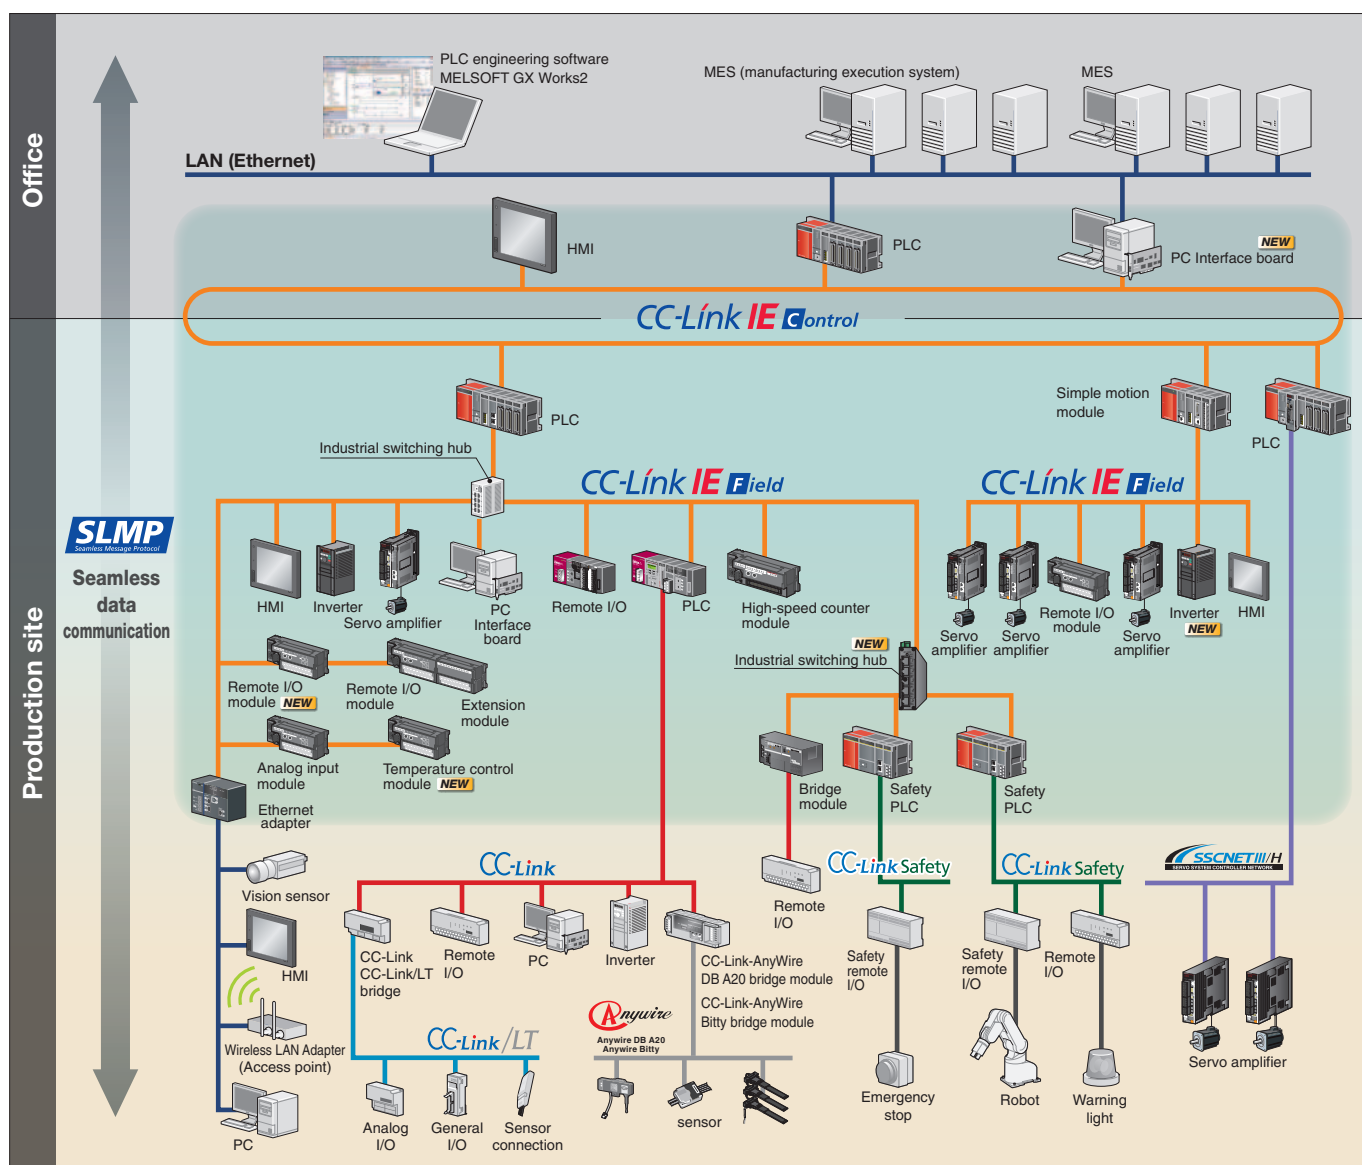 Office
PLC engineering software
MELSOFT GX Works2
MES (manufacturing execution system)
MES
LAN (Ethernet)
HMI
PLC
NEW
PC Interface board
CC-Link IE Control
Production site
SLMP
Seamless Message Protocol
Seamless
data
communication
PLC
Simple motion
module
PLC
Industrial switching hub
CC-Link IE Field
CC-Link IE Field
HMI
Inverter
Servo amplifier
PC
Interface
board
Remote I/O
PLC
High-speed counter
module
Servo
amplifier
Servo
amplifier
Remote I/O
module
Servo
amplifier
Inverter
NEW
HMI
NEW
Industrial switching hub
Remote I/O
module NEW
Remote I/O
module
Extension
module
Analog input
module
Temperature control
module NEW
Ethernet
adapter
Bridge
module
Safety
PLC
Safety
PLC
CC-Link
CC-Link Safety
CC-Link Safety
SSCNETIII/H
SERVO SYSTEM CONTROLLER NETWORK
Vision sensor
HMI
CC-Link
CC-Link/LT
bridge
Remote
I/O
PC
Inverter
CC-Link-AnyWire
DB A20 bridge module
CC-Link-AnyWire
Bitty bridge module
Remote
I/O
Safety
remote
I/O
Safety
remote
I/O
Remote
I/O
Wireless LAN Adapter
(Access point)
CC-Link/LT
Anywire
Anywire DB A20
Anywire Bitty
Servo amplifier
PC
Analog
I/O
General
I/O
Sensor
connection
sensor
Emergency
stop
Robot
Warning
light